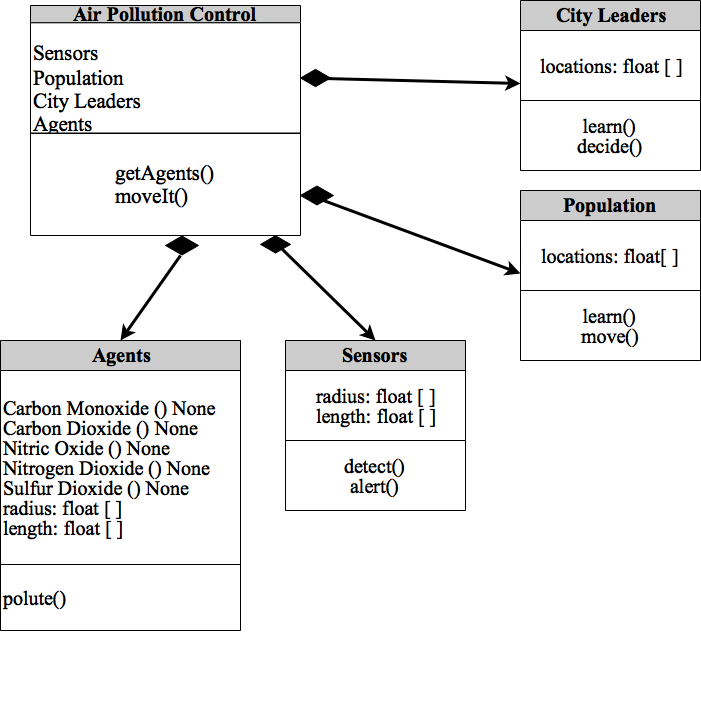 Air Pollution Control
Sensors
Population
City Leaders
Agents
getAgents()
moveIt()
City Leaders
locations: float [ ]
learn()
decide()
Population
locations: float[ ]
learn()
move()
Agents
Carbon Monoxide () None
Carbon Dioxide () None
Nitric Oxide () None
Nitrogen Dioxide () None
Sulfur Dioxide () None
radius: float [ ]
length: float [ ]
polute()
Sensors
radius: float [ ]
length: float [ ]
detect()
alert()